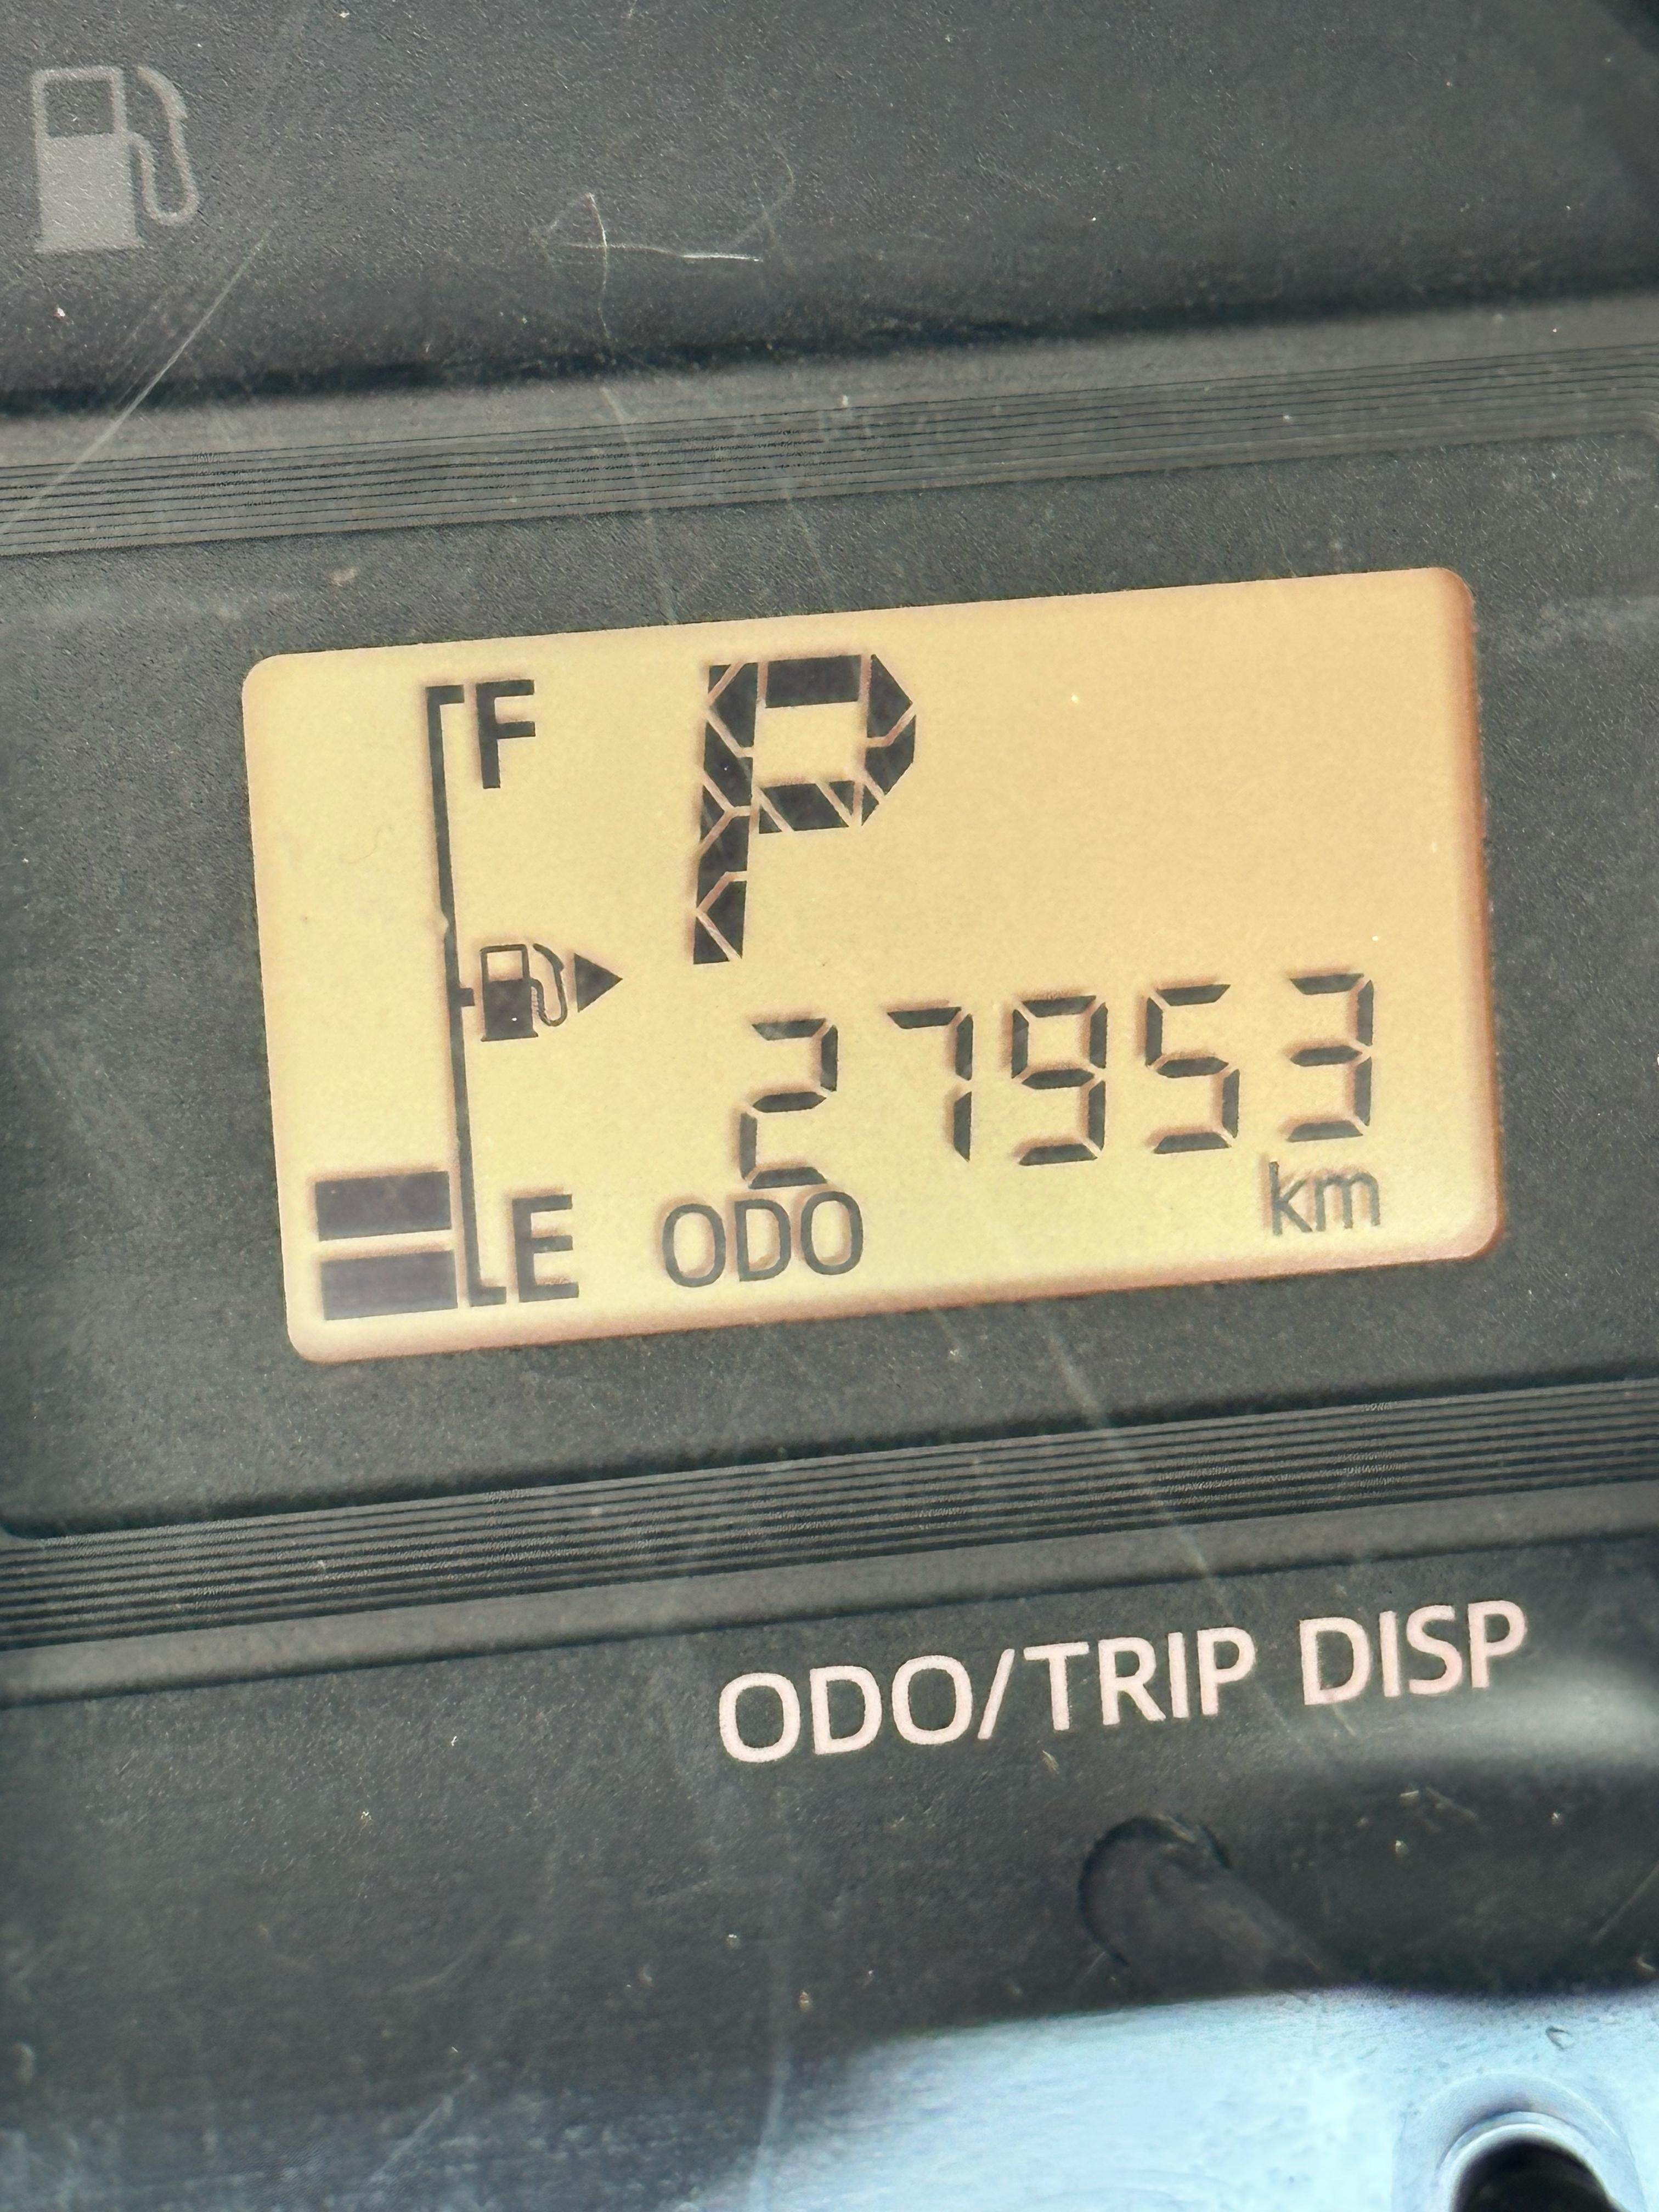 F
P
27953
E ODO km
ODO/TRIP DISP